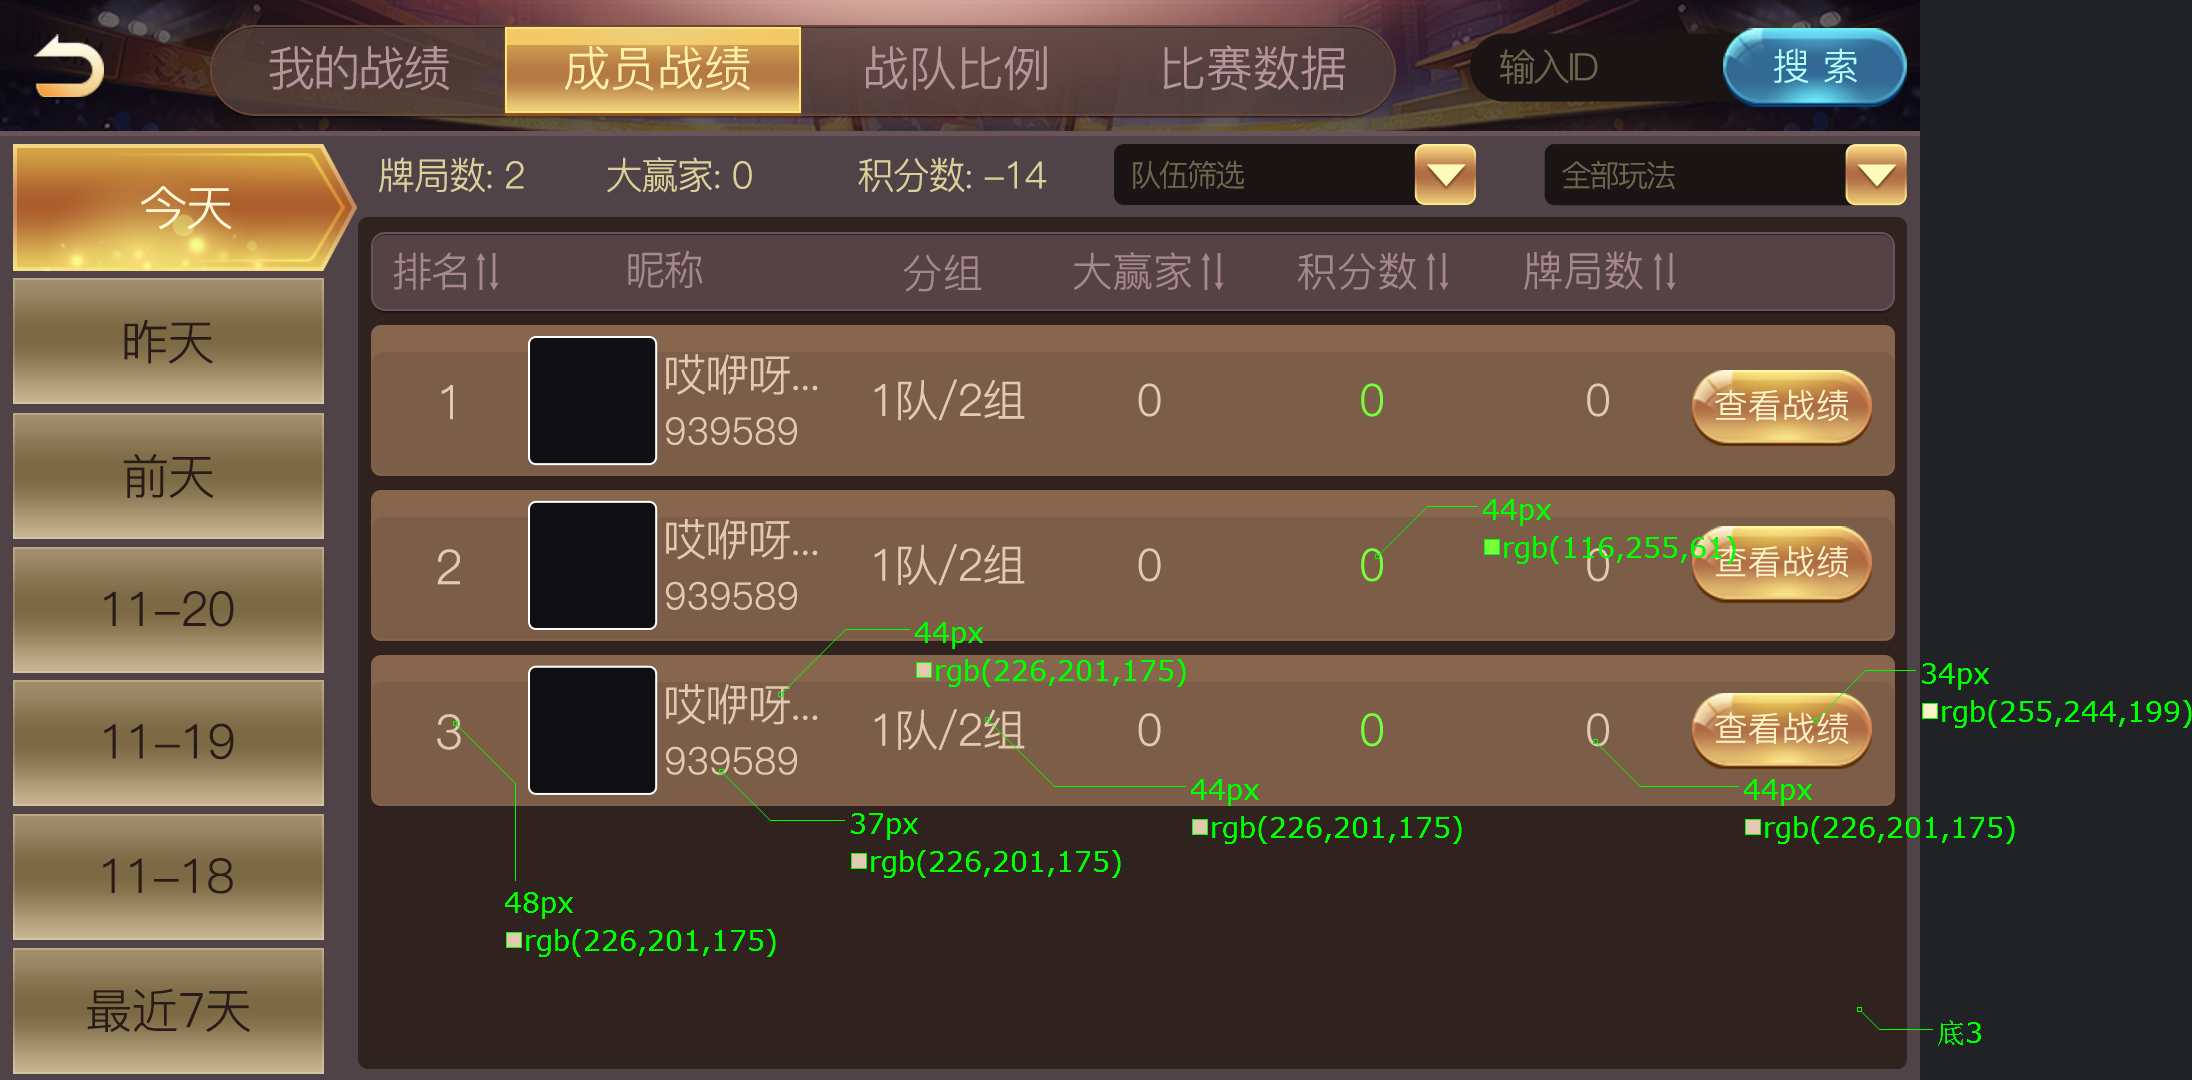 我的战绩 成员战绩 战队比例 比赛数据 输入ID 搜 索
今天 牌局数: 2 大赢家: 0 积分数: -14 队伍筛选 全部玩法
排名 昵称 分组 大赢家 积分数 牌局数
昨天
1 哎咿呀... 1队/2组 0 0 0 查看战绩
939589
前天
44px
rgb(116,255,61)
2 哎咿呀... 1队/2组 0 0 0 查看战绩
939589
11-20
44px
rgb(226,201,175)
34px
rgb(255,244,199)
3 哎咿呀... 1队/2组 0 0 0 查看战绩
939589
11-19
44px
rgb(226,201,175)
44px
rgb(226,201,175)
37px
rgb(226,201,175)
11-18
48px
rgb(226,201,175)
最近7天
底3